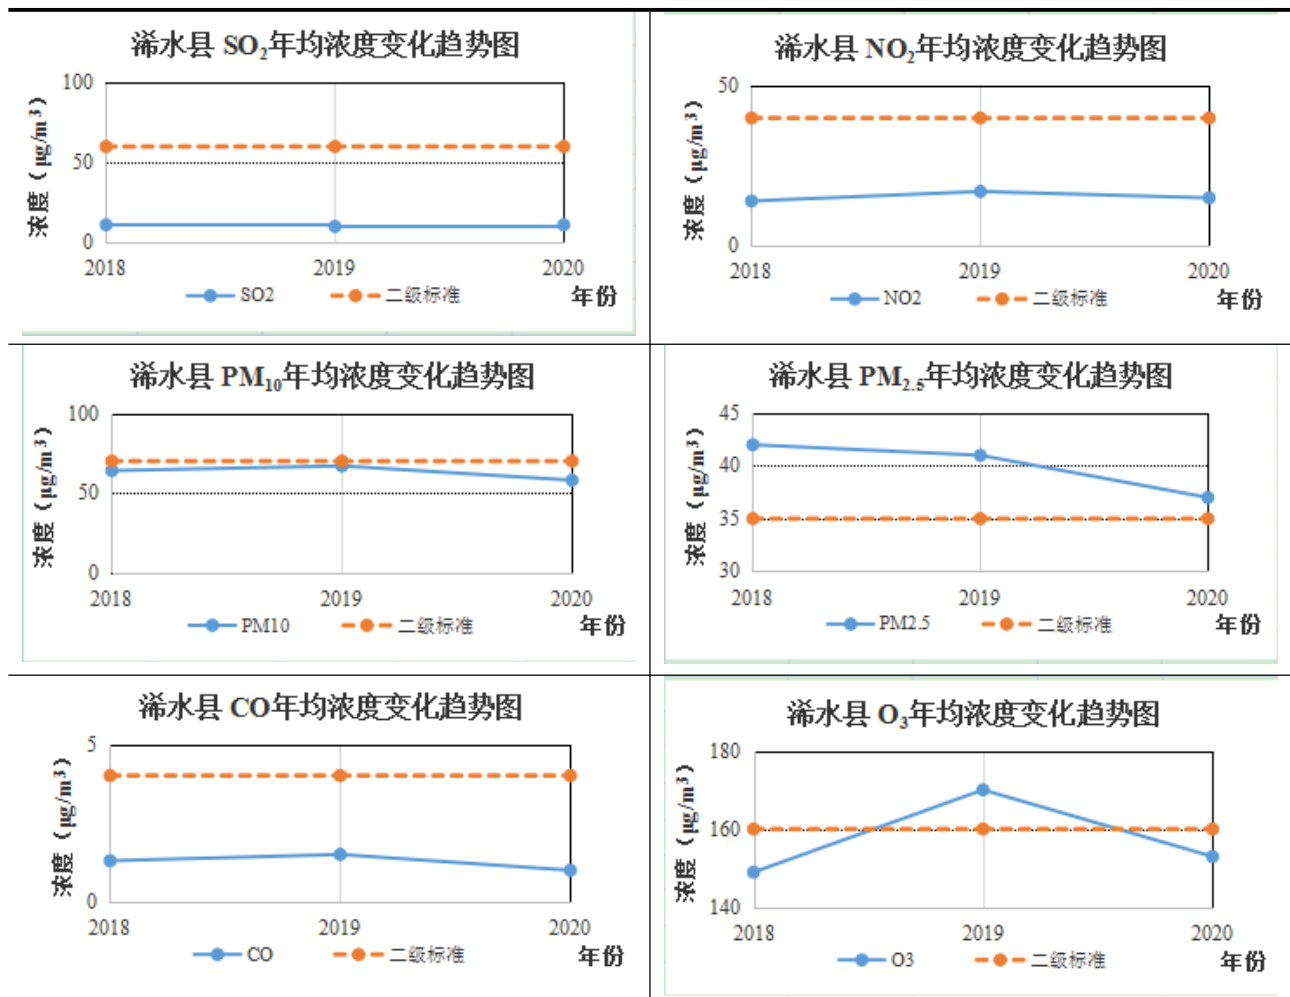 浠水县 SO₂年均浓度变化趋势图
100
50
0
浓度（μg/m³）
2018 2019 2020
SO2 二级标准 年份
浠水县 NO₂年均浓度变化趋势图
50
0
浓度（μg/m³）
2018 2019 2020
NO2 二级标准 年份
浠水县 PM₁₀年均浓度变化趋势图
100
50
0
浓度（μg/m³）
2018 2019 2020
PM10 二级标准 年份
浠水县 PM₂.₅年均浓度变化趋势图
45
40
35
30
浓度（μg/m³）
2018 2019 2020
PM2.5 二级标准 年份
浠水县 CO年均浓度变化趋势图
5
0
浓度（μg/m³）
2018 2019 2020
CO 二级标准 年份
浠水县 O₃年均浓度变化趋势图
180
160
140
浓度（μg/m³）
2018 2019 2020
O3 二级标准 年份